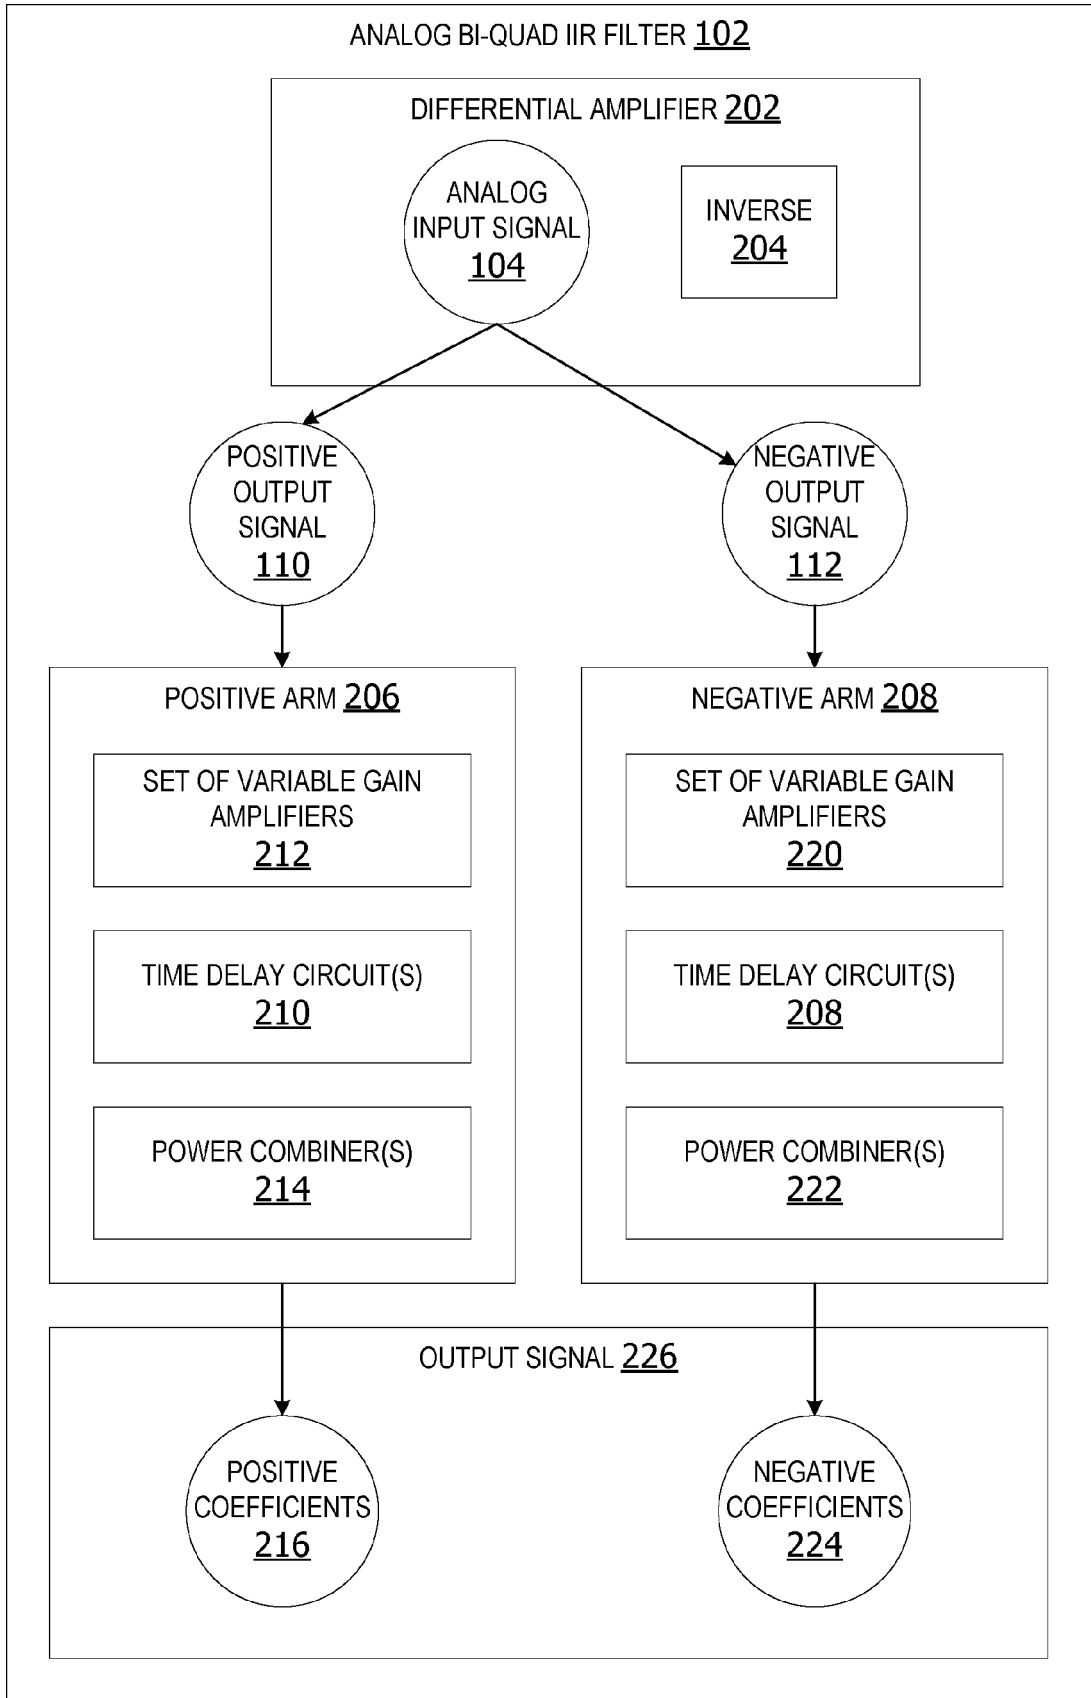 ANALOG BI-QUAD IIR FILTER 102
DIFFERENTIAL AMPLIFIER 202
ANALOG
INPUT SIGNAL
104
INVERSE
204
POSITIVE
OUTPUT
SIGNAL
110
NEGATIVE
OUTPUT
SIGNAL
112
POSITIVE ARM 206
SET OF VARIABLE GAIN
AMPLIFIERS
212
TIME DELAY CIRCUIT(S)
210
POWER COMBINER(S)
214
NEGATIVE ARM 208
SET OF VARIABLE GAIN
AMPLIFIERS
220
TIME DELAY CIRCUIT(S)
208
POWER COMBINER(S)
222
OUTPUT SIGNAL 226
POSITIVE
COEFFICIENTS
216
NEGATIVE
COEFFICIENTS
224